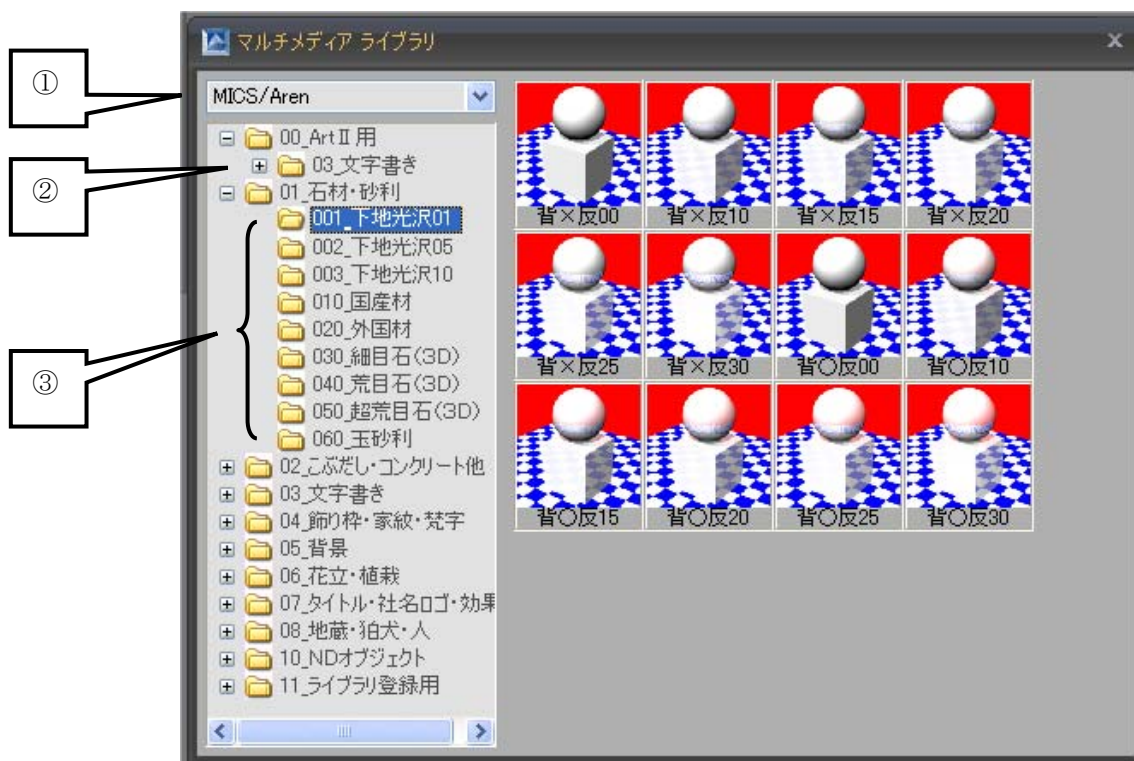 マルチメディア ライブラリ
①
MICS/Aren
②
00_ArtⅡ用
03_文字書き
01_石材・砂利
001_下地光沢01
002_下地光沢05
003_下地光沢10
010_国産材
020_外国材
③
030_細目石(3D)
040_荒目石(3D)
050_超荒目石(3D)
060_玉砂利
02_こぶだし・コンクリート他
03_文字書き
04_飾り枠・家紋・梵字
05_背景
06_花立・植栽
07_タイトル・社名ロゴ・効果
08_地蔵・狛犬・人
10_NDオブジェクト
11_ライブラリ登録用
背×反00 背×反10 背×反15 背×反20
背×反25 背×反30 背○反00 背○反10
背○反15 背○反20 背○反25 背○反30